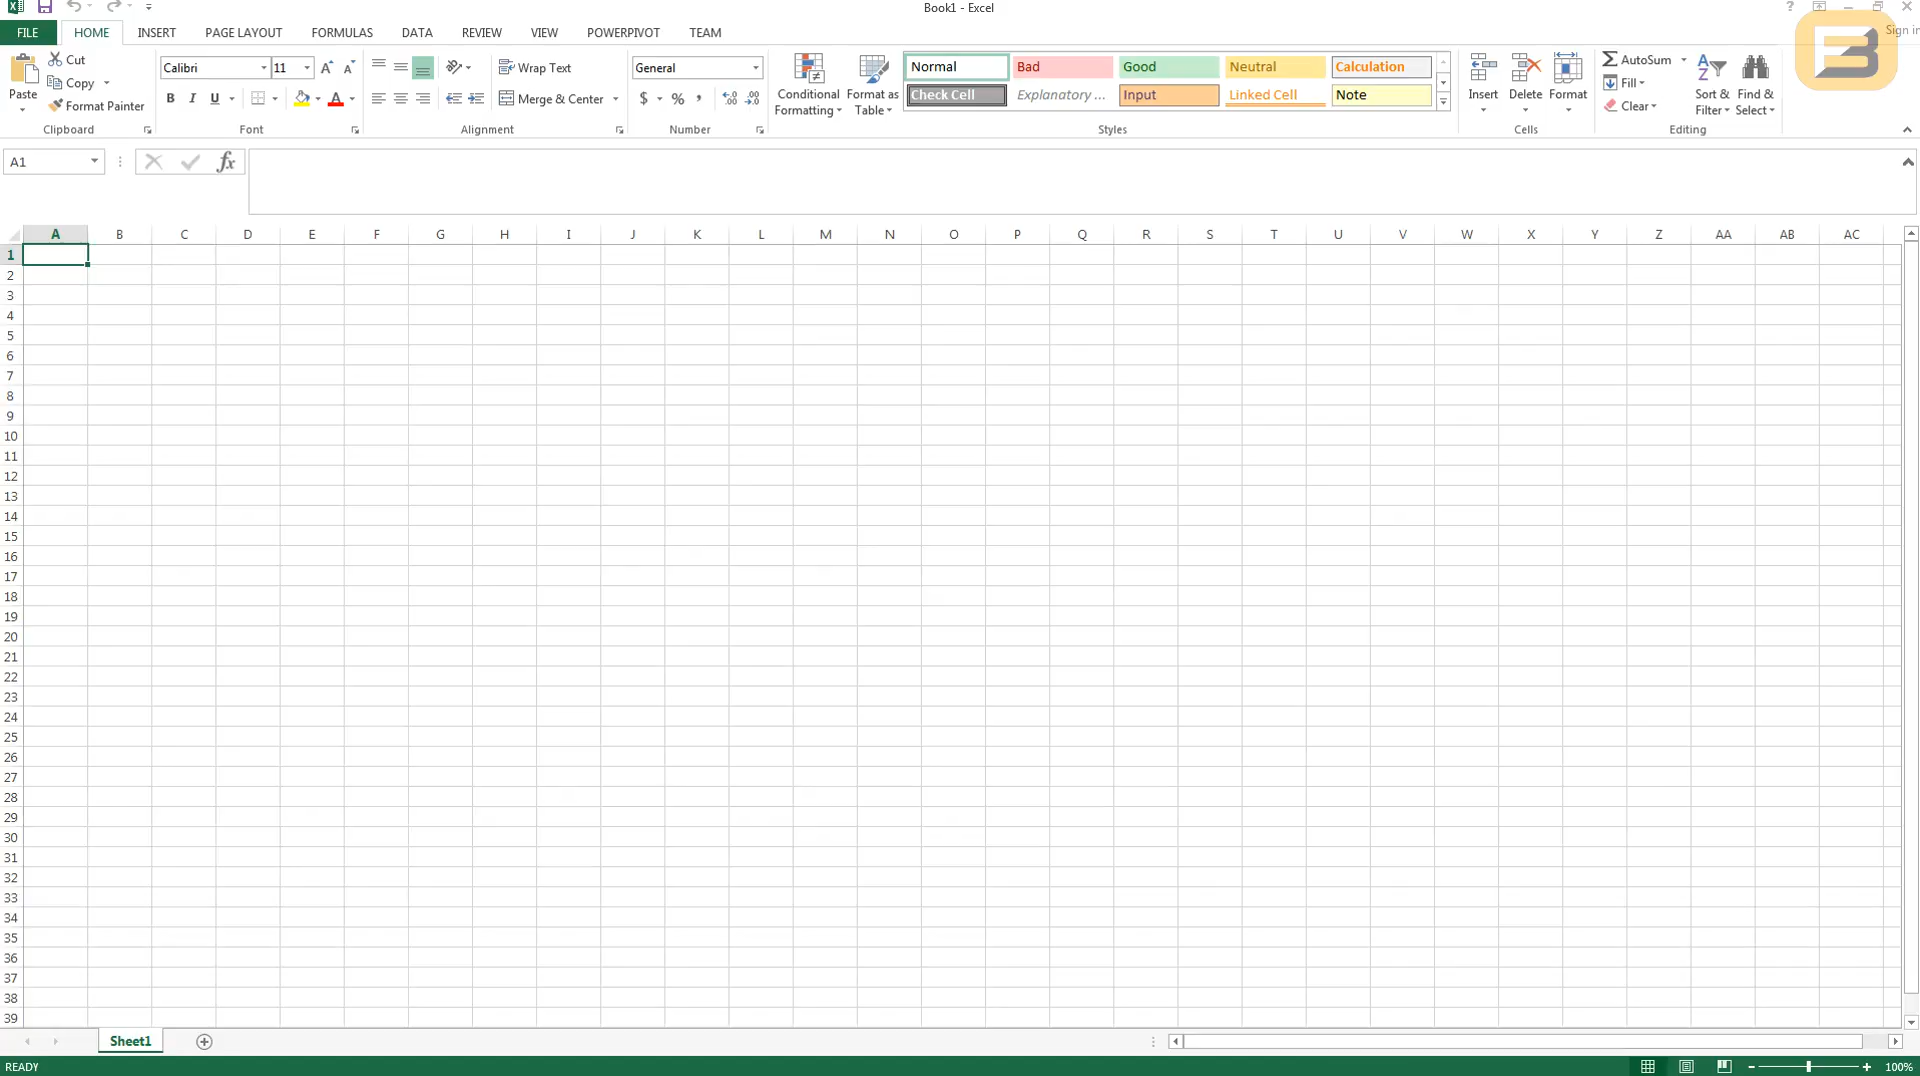 Book1 - Excel
?
Sign in
FILE HOME INSERT PAGE LAYOUT FORMULAS DATA REVIEW VIEW POWERPIVOT TEAM
Paste
Cut
Copy
Format Painter
Clipboard
Calibri 11
B I U
Font
Wrap Text
Merge & Center
Alignment
General
$ % ,
Number
Conditional Formatting
Format as Table
Normal Bad Good Neutral Calculation
Check Cell Explanatory ... Input Linked Cell Note
Styles
Insert Delete Format
Cells
AutoSum
Fill
Clear
Sort & Filter
Find & Select
Editing
A1 fx
A B C D E F G H I J K L M N O P Q R S T U V W X Y Z AA AB AC
1
2
3
4
5
6
7
8
9
10
11
12
13
14
15
16
17
18
19
20
21
22
23
24
25
26
27
28
29
30
31
32
33
34
35
36
37
38
39
Sheet1
READY 100%